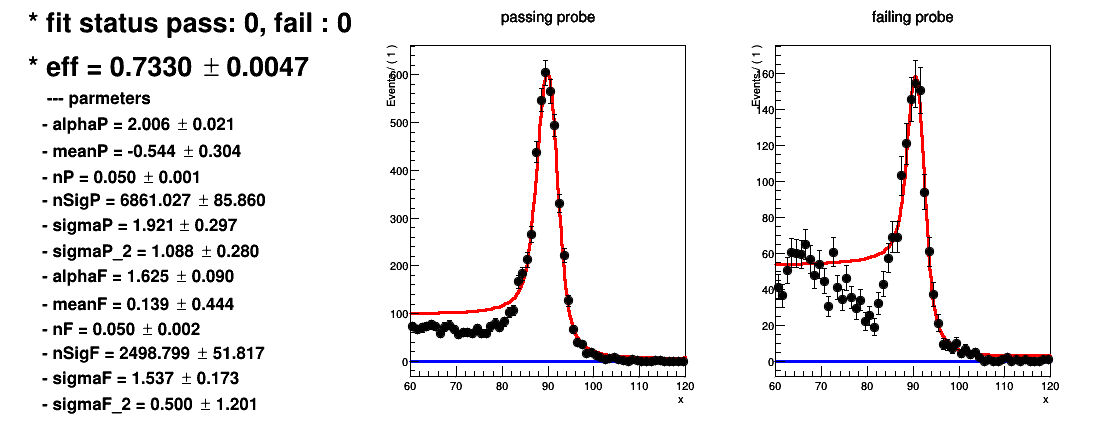 * fit status pass: 0, fail : 0
* eff = 0.7330 ± 0.0047
--- parmeters
- alphaP = 2.006 ± 0.021
- meanP = -0.544 ± 0.304
- nP = 0.050 ± 0.001
- nSigP = 6861.027 ± 85.860
- sigmaP = 1.921 ± 0.297
- sigmaP_2 = 1.088 ± 0.280
- alphaF = 1.625 ± 0.090
- meanF = 0.139 ± 0.444
- nF = 0.050 ± 0.002
- nSigF = 2498.799 ± 51.817
- sigmaF = 1.537 ± 0.173
- sigmaF_2 = 0.500 ± 1.201
passing probe
Events / ( 1 )
600
500
400
300
200
100
0
60 70 80 90 100 110 120
x
failing probe
Events / ( 1 )
160
140
120
100
80
60
40
20
0
60 70 80 90 100 110 120
x